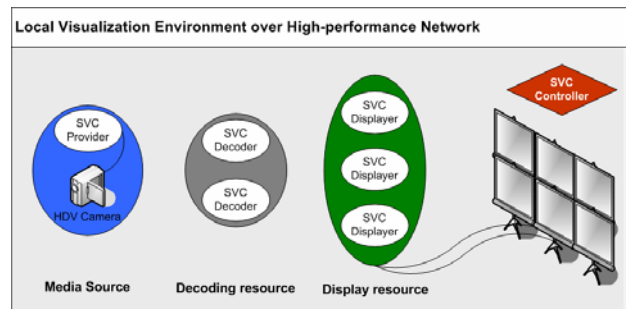 Local Visualization Environment over High-performance Network
SVC
Provider
HDV Camera
Media Source
SVC
Decoder
SVC
Decoder
Decoding resource
SVC
Displayer
SVC
Displayer
SVC
Displayer
Display resource
SVC
Controller